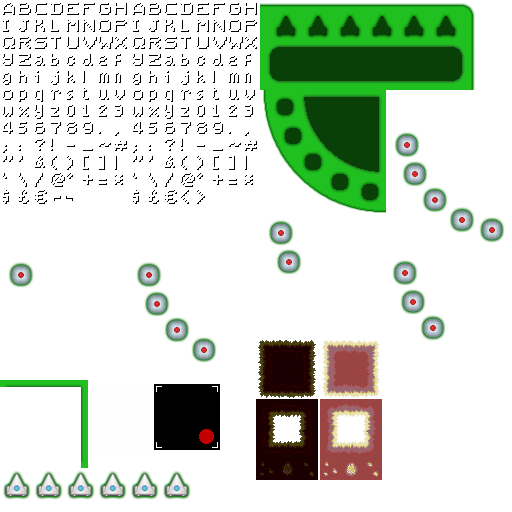 ABCDEFGHABCDEFGH
IJKLMNOPIJKLMNOP
QRSTUVWXQRSTUVWX
YZabcdefYZabcdef
ghijklmnghijklmn
opqrstuvopqrstuv
wxyz0123wxyz0123
456789.,456789.,
;:?!-_~#;:?!-_~#
"'&()[]|"'&()[]|
`\/@°+=*`\/@°+=*
$£€$£€<>